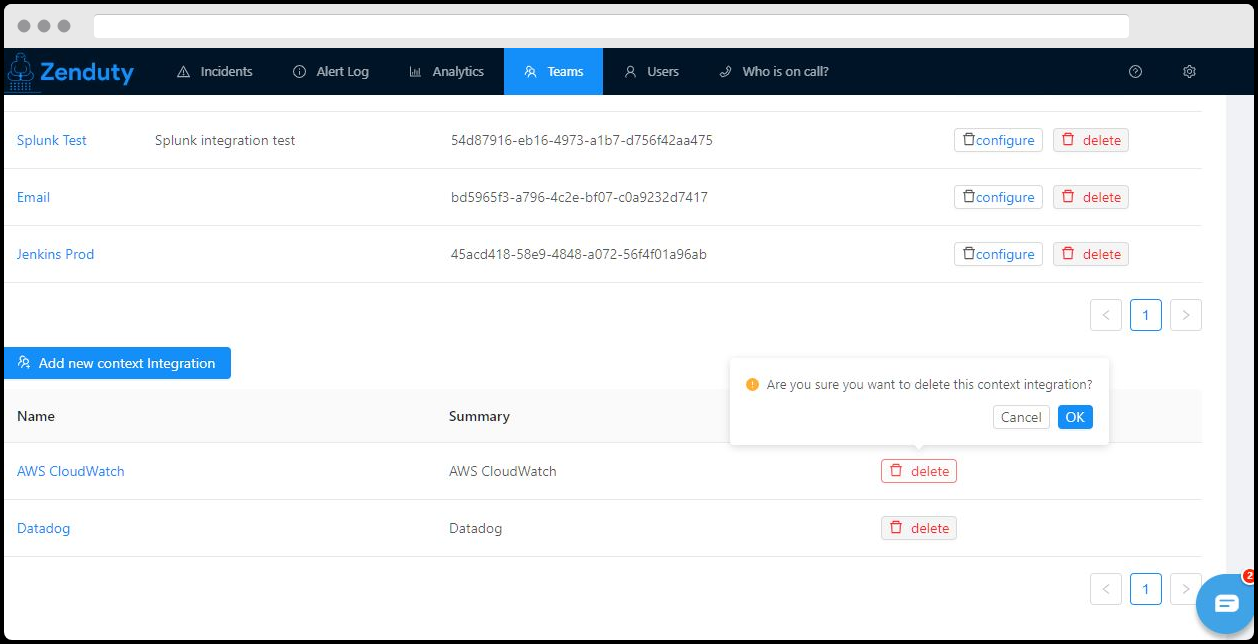 Zenduty Incidents Alert Log Analytics Teams Users Who is on call?
Splunk Test Splunk integration test 54d87916-eb16-4973-a1b7-d756f42aa475 configure delete
Email bd5965f3-a796-4c2e-bf07-c0a9232d7417 configure delete
Jenkins Prod 45acd418-58e9-4848-a072-56f4f01a96ab configure delete
< 1 >
Add new context Integration
Are you sure you want to delete this context integration?
Cancel OK
Name Summary
AWS CloudWatch AWS CloudWatch delete
Datadog Datadog delete
< 1 >
2